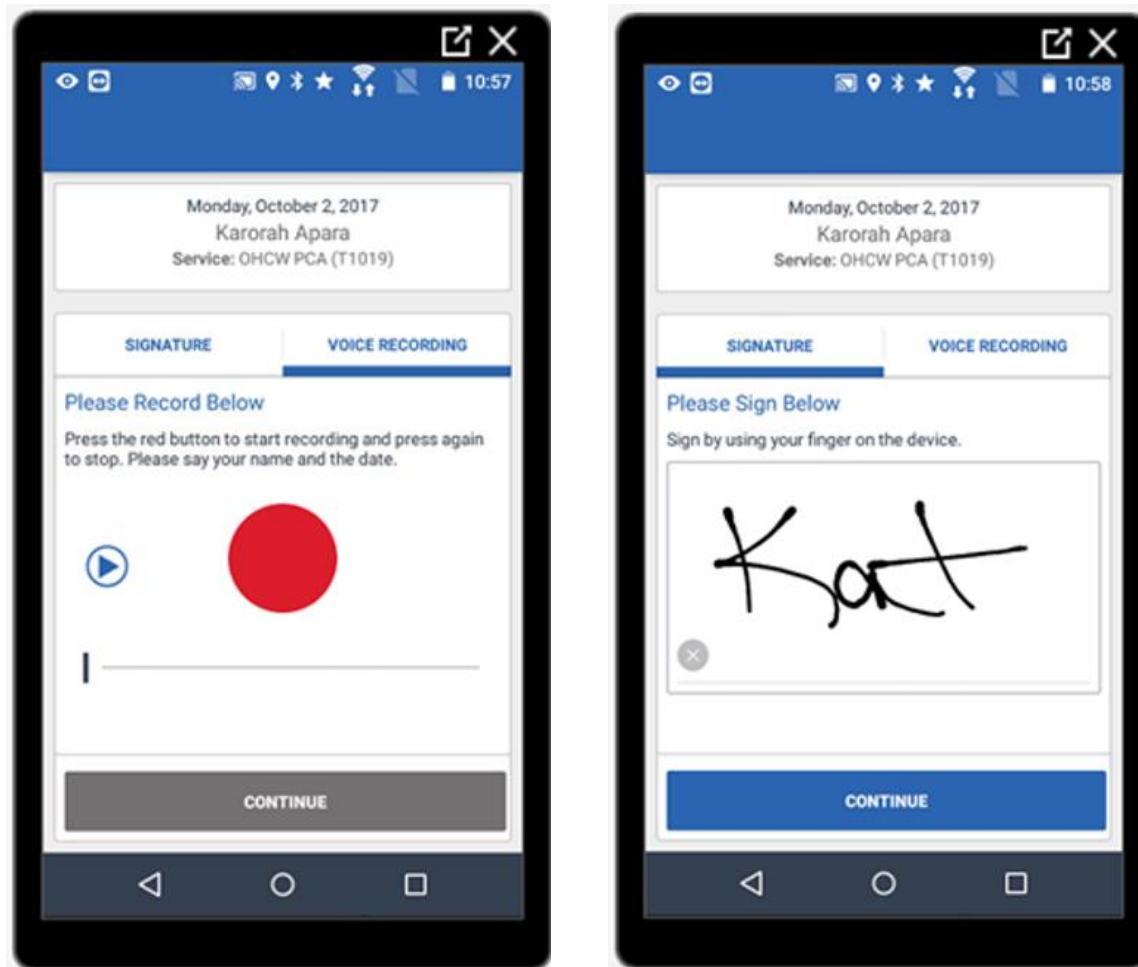 10:57
Monday, October 2, 2017
Karorah Apara
Service: OHCW PCA (T1019)
SIGNATURE
VOICE RECORDING
Please Record Below
Press the red button to start recording and press again
to stop. Please say your name and the date.
CONTINUE
10:58
Monday, October 2, 2017
Karorah Apara
Service: OHCW PCA (T1019)
SIGNATURE
VOICE RECORDING
Please Sign Below
Sign by using your finger on the device.
CONTINUE